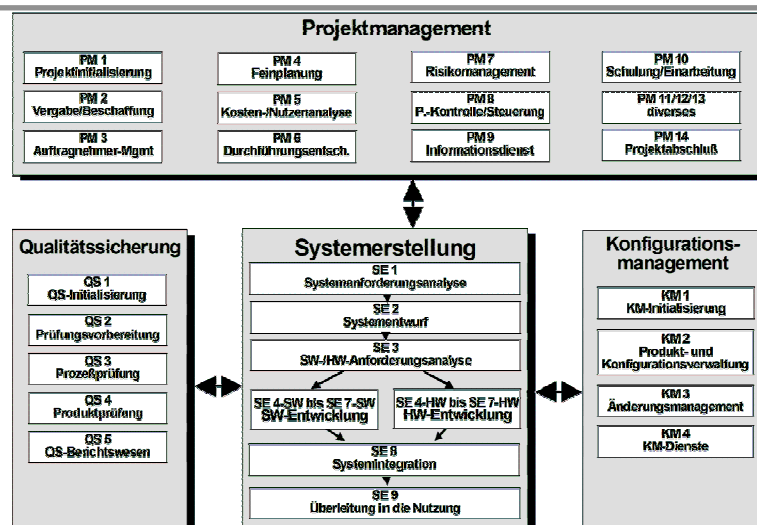 Projektmanagement
PM 1
Projektinitialisierung
PM 2
Vergabe/Beschaffung
PM 3
Auftragnehmer-Mgmt
PM 4
Feinplanung
PM 5
Kosten-/Nutzenanalyse
PM 6
Durchführungsentsch.
PM 7
Risikomanagement
PM 8
P.-Kontrolle/Steuerung
PM 9
Informationsdienst
PM 10
Schulung/Einarbeitung
PM 11/12/13
diverses
PM 14
Projektabschluß
Qualitätssicherung
QS 1
QS-Initialisierung
QS 2
Prüfungsvorbereitung
QS 3
Prozeßprüfung
QS 4
Produktprüfung
QS 5
QS-Berichtswesen
Systemerstellung
SE 1
Systemanforderungsanalyse
SE 2
Systementwurf
SE 3
SW-/HW-Anforderungsanalyse
SE 4-SW bis SE 7-SW
SW-Entwicklung
SE 4-HW bis SE 7-HW
HW-Entwicklung
SE 8
Systemintegration
SE 9
Überleitung in die Nutzung
Konfigurations-
management
KM 1
KM-Initialisierung
KM 2
Produkt- und
Konfigurationsverwaltung
KM 3
Änderungsmanagement
KM 4
KM-Dienste